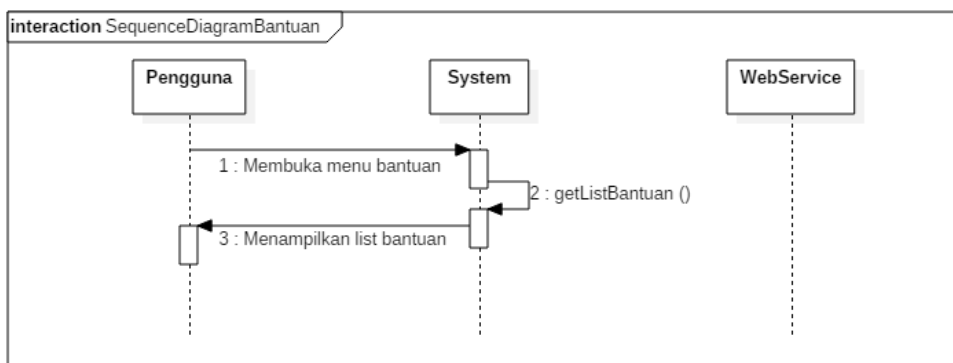 interaction SequenceDiagramBantuan
Pengguna
System
WebService
1 : Membuka menu bantuan
2 : getListBantuan ()
3 : Menampilkan list bantuan